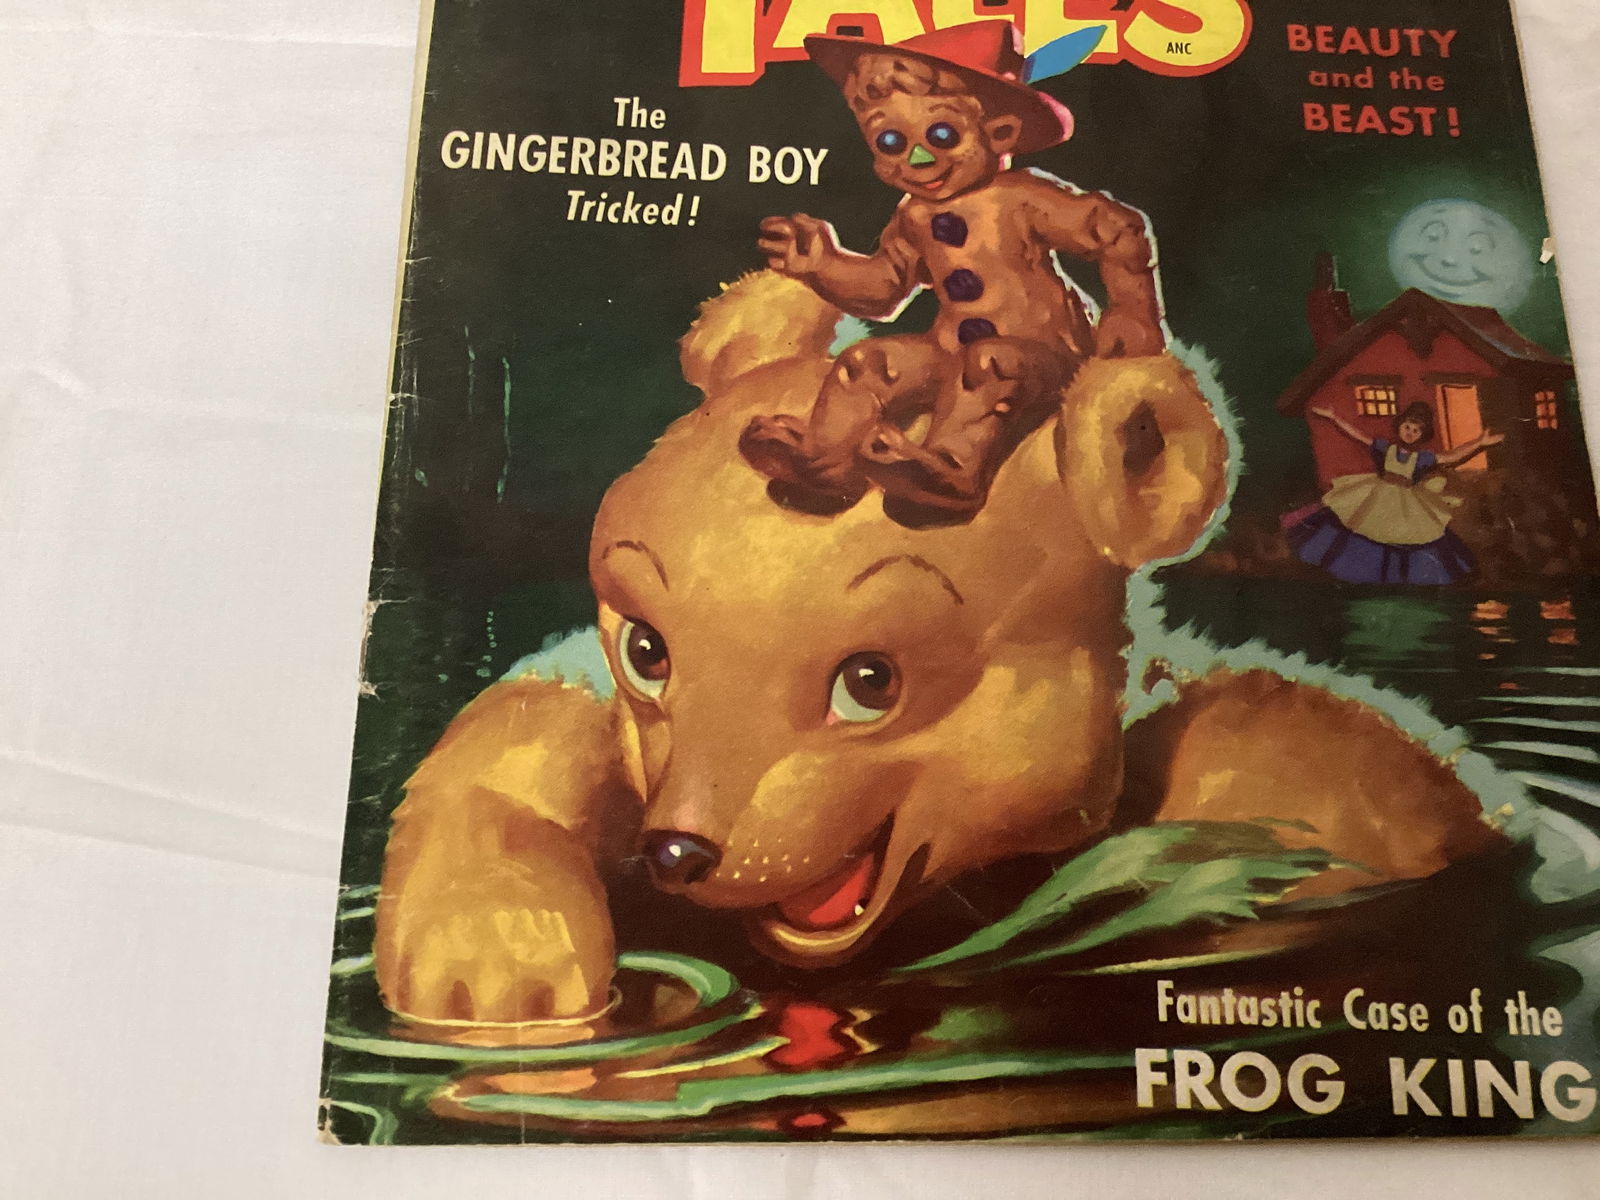 TALES
ANC
BEAUTY
and the
BEAST!
The
GINGERBREAD BOY
Tricked!
Fantastic Case of the
FROG KING